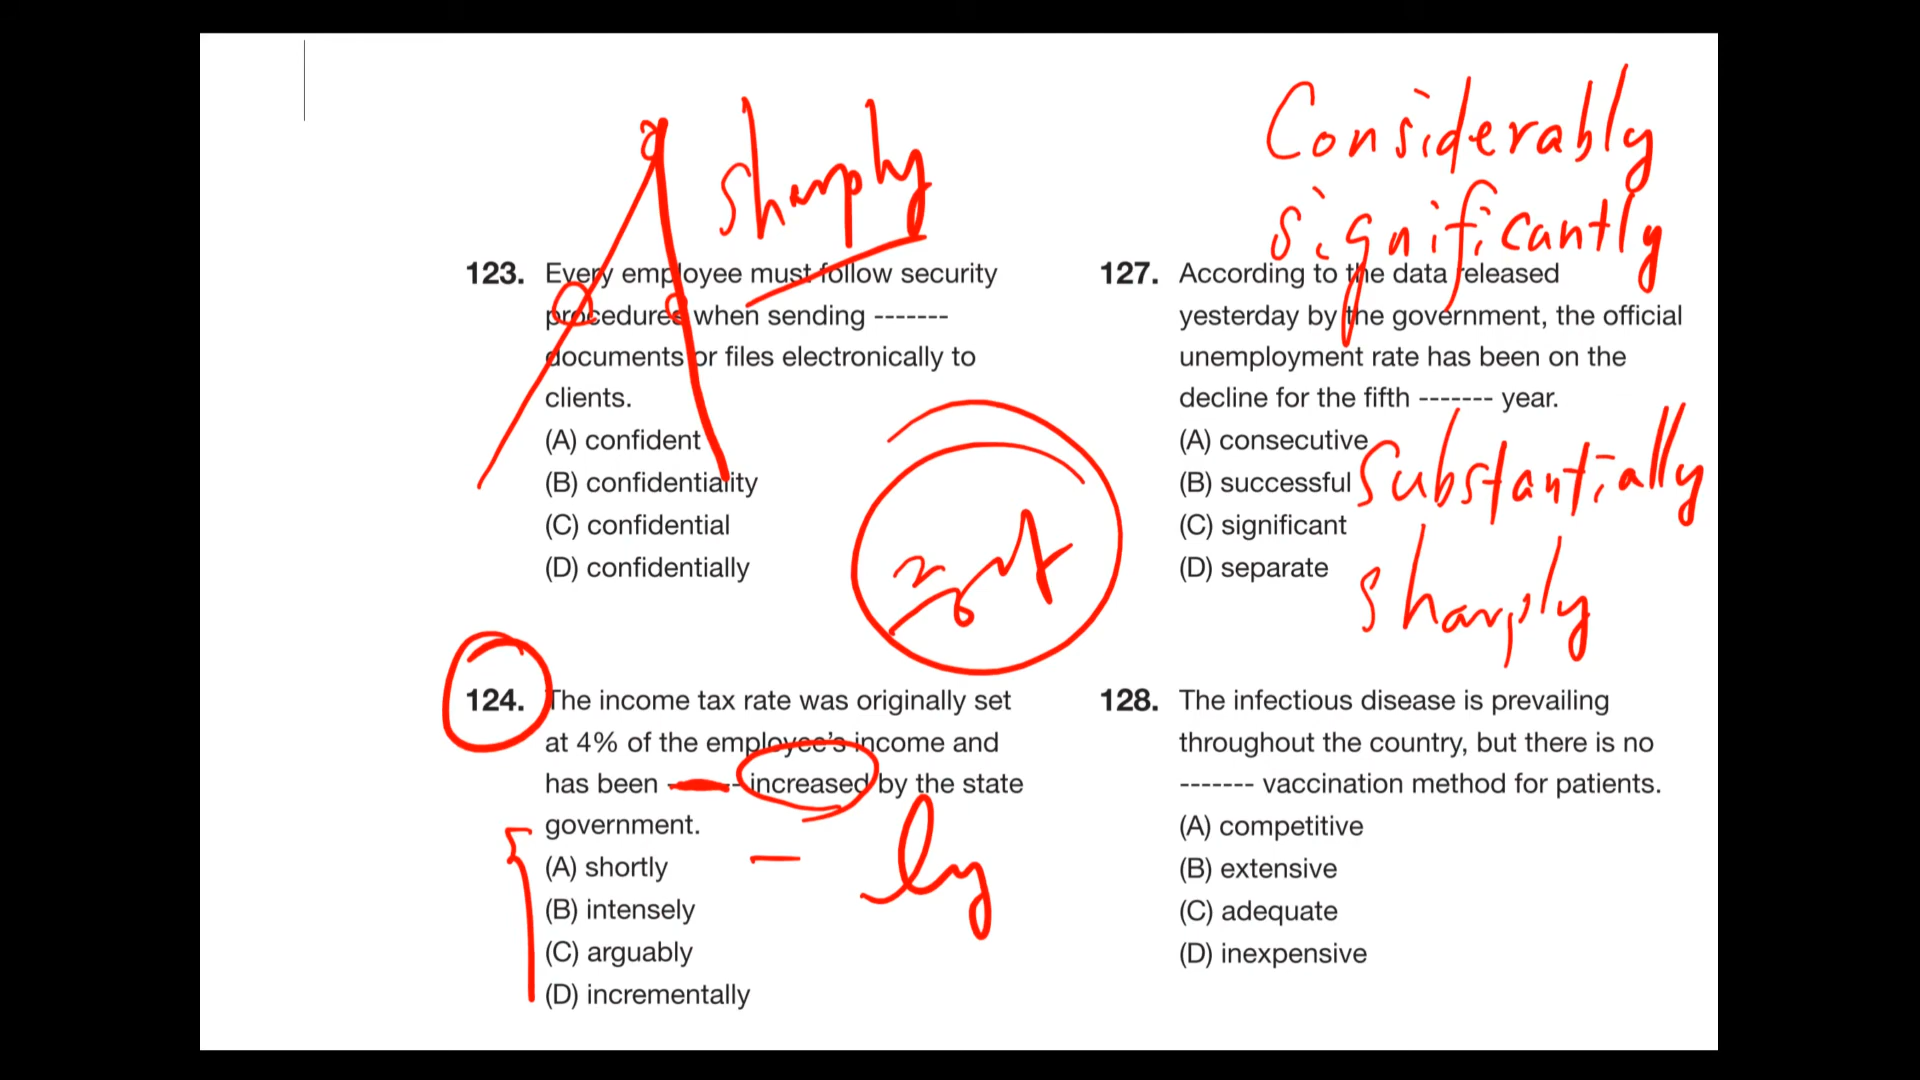 Considerably
sharply
significantly
123. Every employee must follow security
procedures when sending -------
documents or files electronically to
clients.
(A) confident
(B) confidentiality
(C) confidential
(D) confidentially
124. The income tax rate was originally set
at 4% of the employee's income and
has been ------- increased by the state
government.
(A) shortly
(B) intensely
(C) arguably
(D) incrementally
- ly
127. According to the data released
yesterday by the government, the official
unemployment rate has been on the
decline for the fifth ------- year.
(A) consecutive
(B) successful
(C) significant
(D) separate
substantially
sharply
128. The infectious disease is prevailing
throughout the country, but there is no
------- vaccination method for patients.
(A) competitive
(B) extensive
(C) adequate
(D) inexpensive